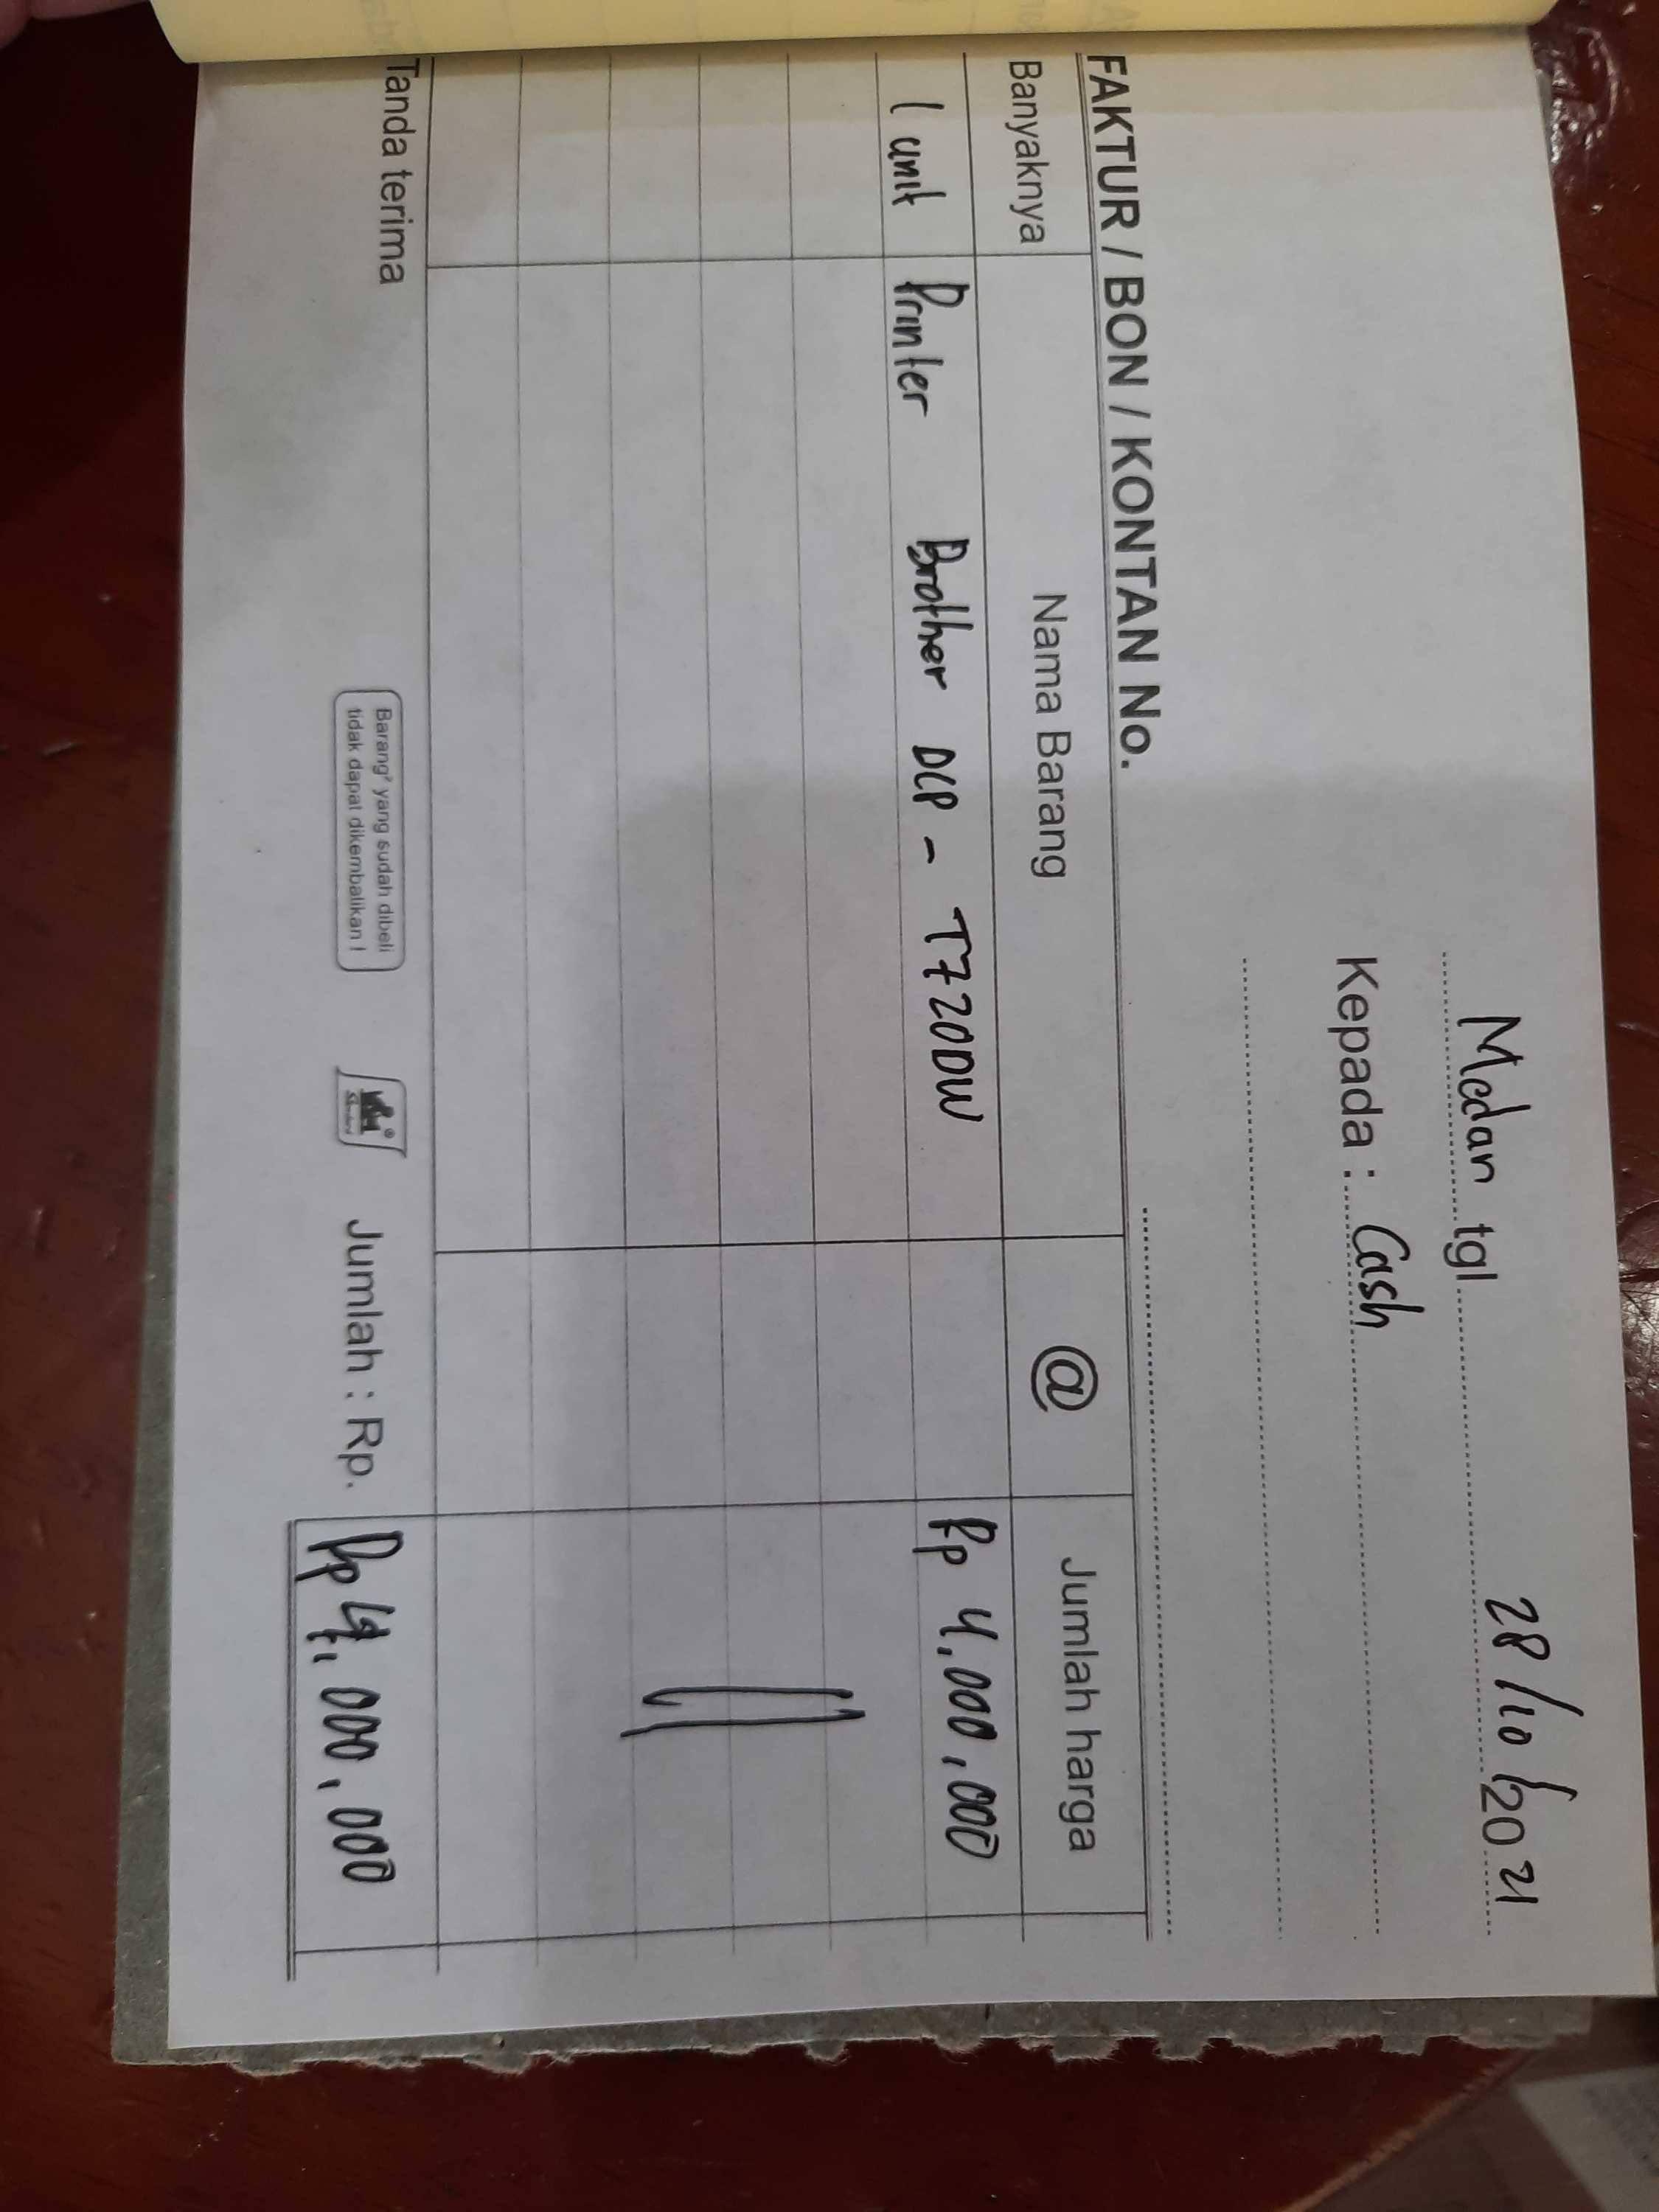 Medan tgl. 28/10/2021
Kepada : Cash
FAKTUR / BON / KONTAN No.
Banyaknya Nama Barang @ Jumlah harga
1 unit Printer Brother DCP - T720DW Rp 4.000.000
Tanda terima
Barang² yang sudah dibeli
tidak dapat dikembalikan !
Jumlah : Rp. Rp 4.000.000